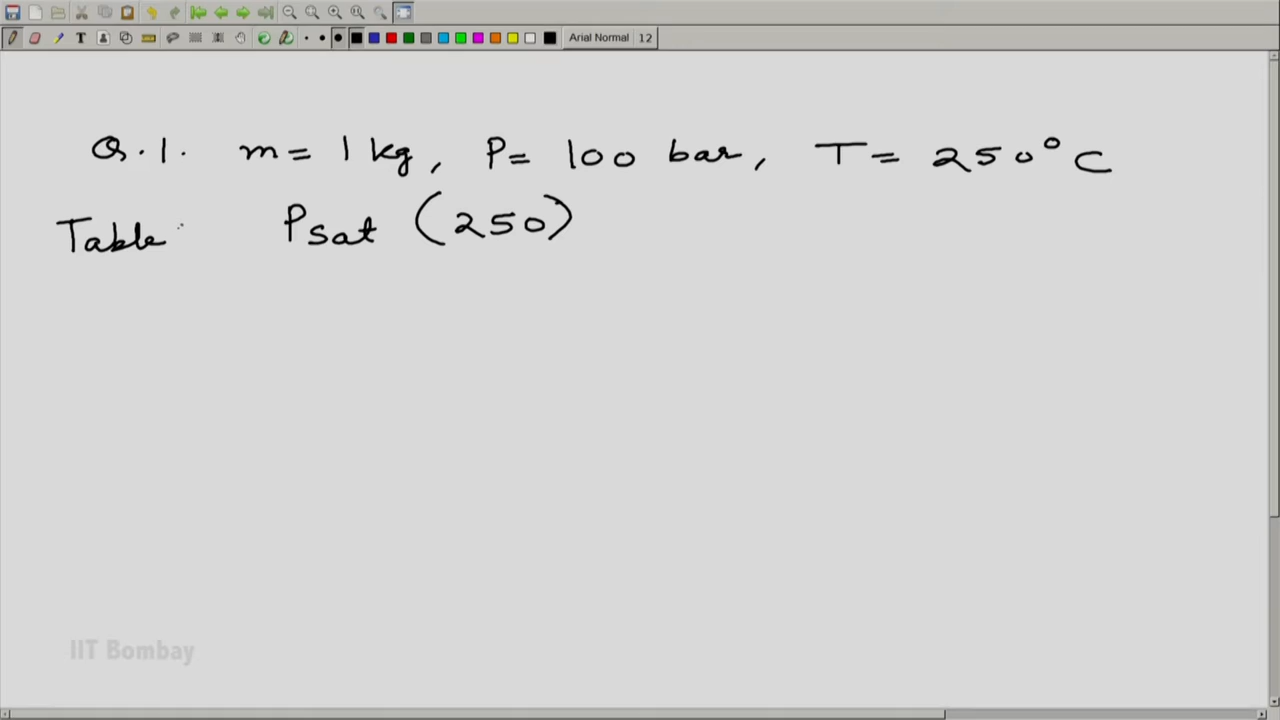 Arial Normal 12
Q.1. m = 1 kg, P = 100 bar, T = 250°C
Table Psat (250)
IIT Bombay